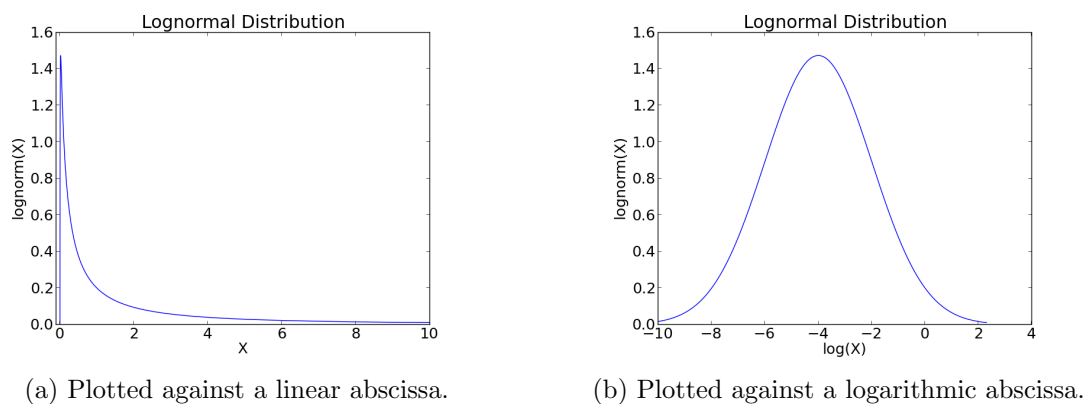 Lognormal Distribution
lognorm(X)
1.6
1.4
1.2
1.0
0.8
0.6
0.4
0.2
0.0
0 2 4 6 8 10
X
(a) Plotted against a linear abscissa.
Lognormal Distribution
lognorm(X)
1.6
1.4
1.2
1.0
0.8
0.6
0.4
0.2
0.0
−10 −8 −6 −4 −2 0 2 4
log(X)
(b) Plotted against a logarithmic abscissa.